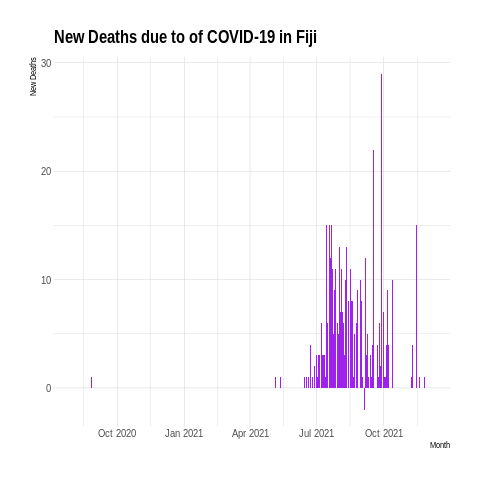 New Deaths due to of COVID-19 in Fiji
New Deaths
30
20
10
0
Oct 2020 Jan 2021 Apr 2021 Jul 2021 Oct 2021
Month